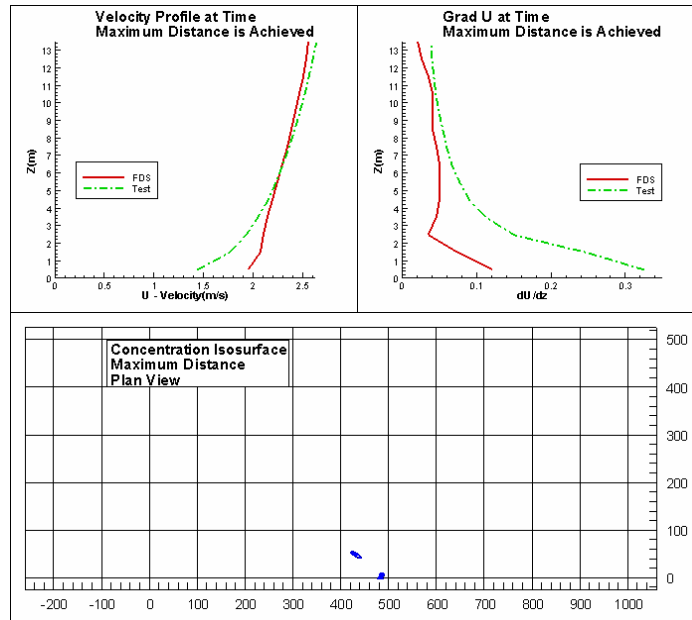 Velocity Profile at Time
Maximum Distance is Achieved
13
12
11
10
9
8
7
6
5
4
3
2
1
0
Z(m)
FDS
Test
0 0.5 1 1.5 2 2.5
U - Velocity(m/s)
Grad U at Time
Maximum Distance is Achieved
13
12
11
10
9
8
7
6
5
4
3
2
1
0
Z(m)
FDS
Test
0 0.1 0.2 0.3
dU/dz
Concentration Isosurface
Maximum Distance
Plan View
500
400
300
200
100
0
-200 -100 0 100 200 300 400 500 600 700 800 900 1000